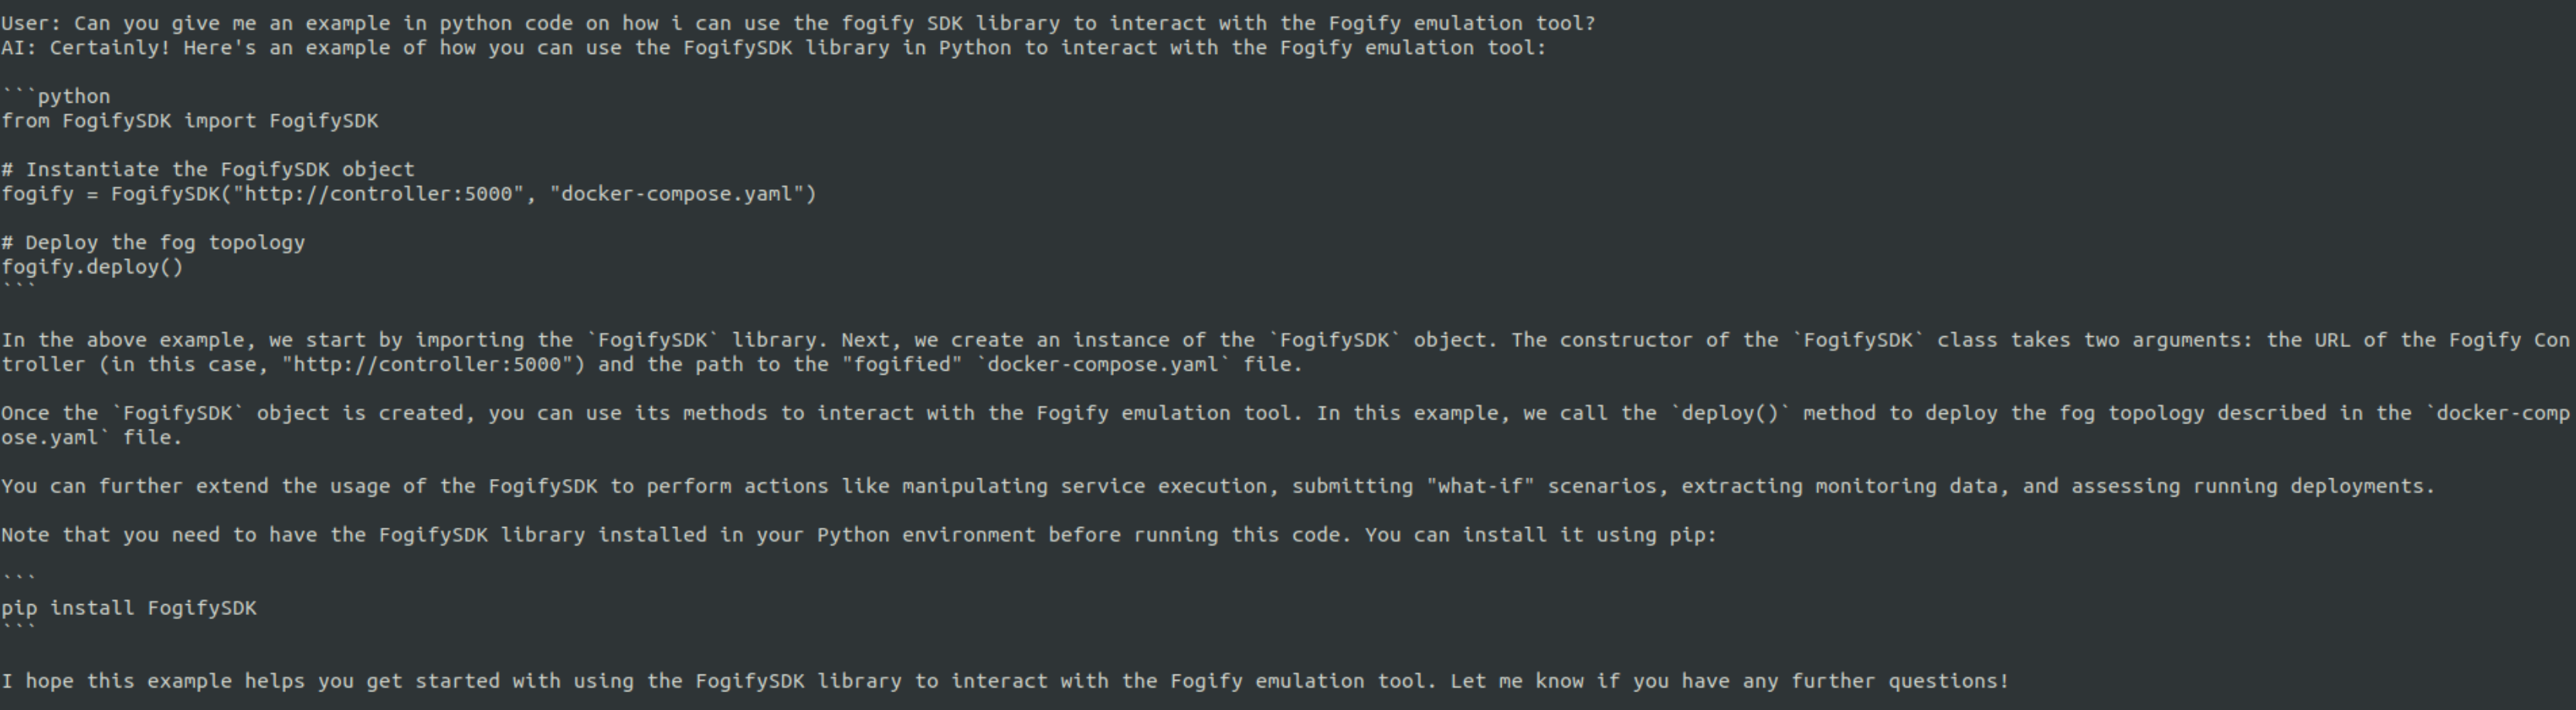 User: Can you give me an example in python code on how i can use the fogify SDK library to interact with the Fogify emulation tool?
AI: Certainly! Here's an example of how you can use the FogifySDK library in Python to interact with the Fogify emulation tool:
```python
from FogifySDK import FogifySDK
# Instantiate the FogifySDK object
fogify = FogifySDK("http://controller:5000", "docker-compose.yaml")
# Deploy the fog topology
fogify.deploy()
```
In the above example, we start by importing the `FogifySDK` library. Next, we create an instance of the `FogifySDK` object. The constructor of the `FogifySDK` class takes two arguments: the URL of the Fogify Con
troller (in this case, "http://controller:5000") and the path to the "fogified" `docker-compose.yaml` file.
Once the `FogifySDK` object is created, you can use its methods to interact with the Fogify emulation tool. In this example, we call the `deploy()` method to deploy the fog topology described in the `docker-comp
ose.yaml` file.
You can further extend the usage of the FogifySDK to perform actions like manipulating service execution, submitting "what-if" scenarios, extracting monitoring data, and assessing running deployments.
Note that you need to have the FogifySDK library installed in your Python environment before running this code. You can install it using pip:
```
pip install FogifySDK
```
I hope this example helps you get started with using the FogifySDK library to interact with the Fogify emulation tool. Let me know if you have any further questions!